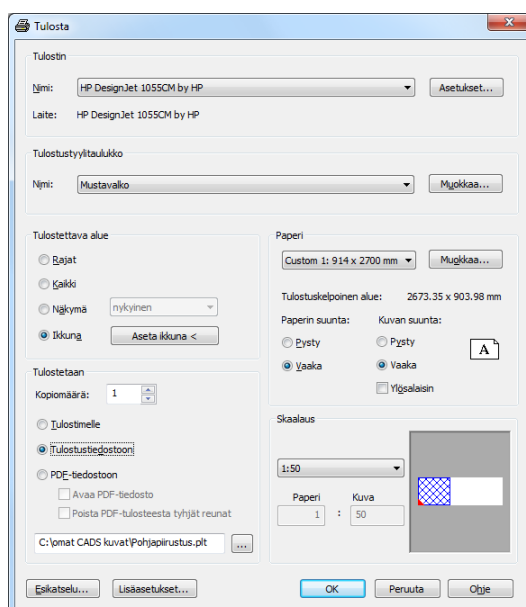 Tulosta
Tulostin
Nimi: HP DesignJet 1055CM by HP Asetukset...
Laite: HP DesignJet 1055CM by HP
Tulostustyylitaulukko
Nimi: Mustavalko Muokkaa...
Tulostettava alue
Rajat
Kaikki
Näkymä nykyinen
Ikkuna Aseta ikkuna <
Paperi
Custom 1: 914 x 2700 mm Muokkaa...
Tulostuskelpoinen alue: 2673.35 x 903.98 mm
Paperin suunta: Kuvan suunta:
Pysty Pysty
Vaaka Vaaka
A
Ylösalaisin
Tulostetaan
Kopiomäärä: 1
Tulostimelle
Tulostustiedostoon
PDF-tiedostoon
Avaa PDF-tiedosto
Poista PDF-tulosteesta tyhjät reunat
C:\omat CADS kuvat\Pohjapiirustus.plt ...
Skaalaus
1:50
Paperi Kuva
1 : 50
Esikatselu... Lisäasetukset... OK Peruuta Ohje